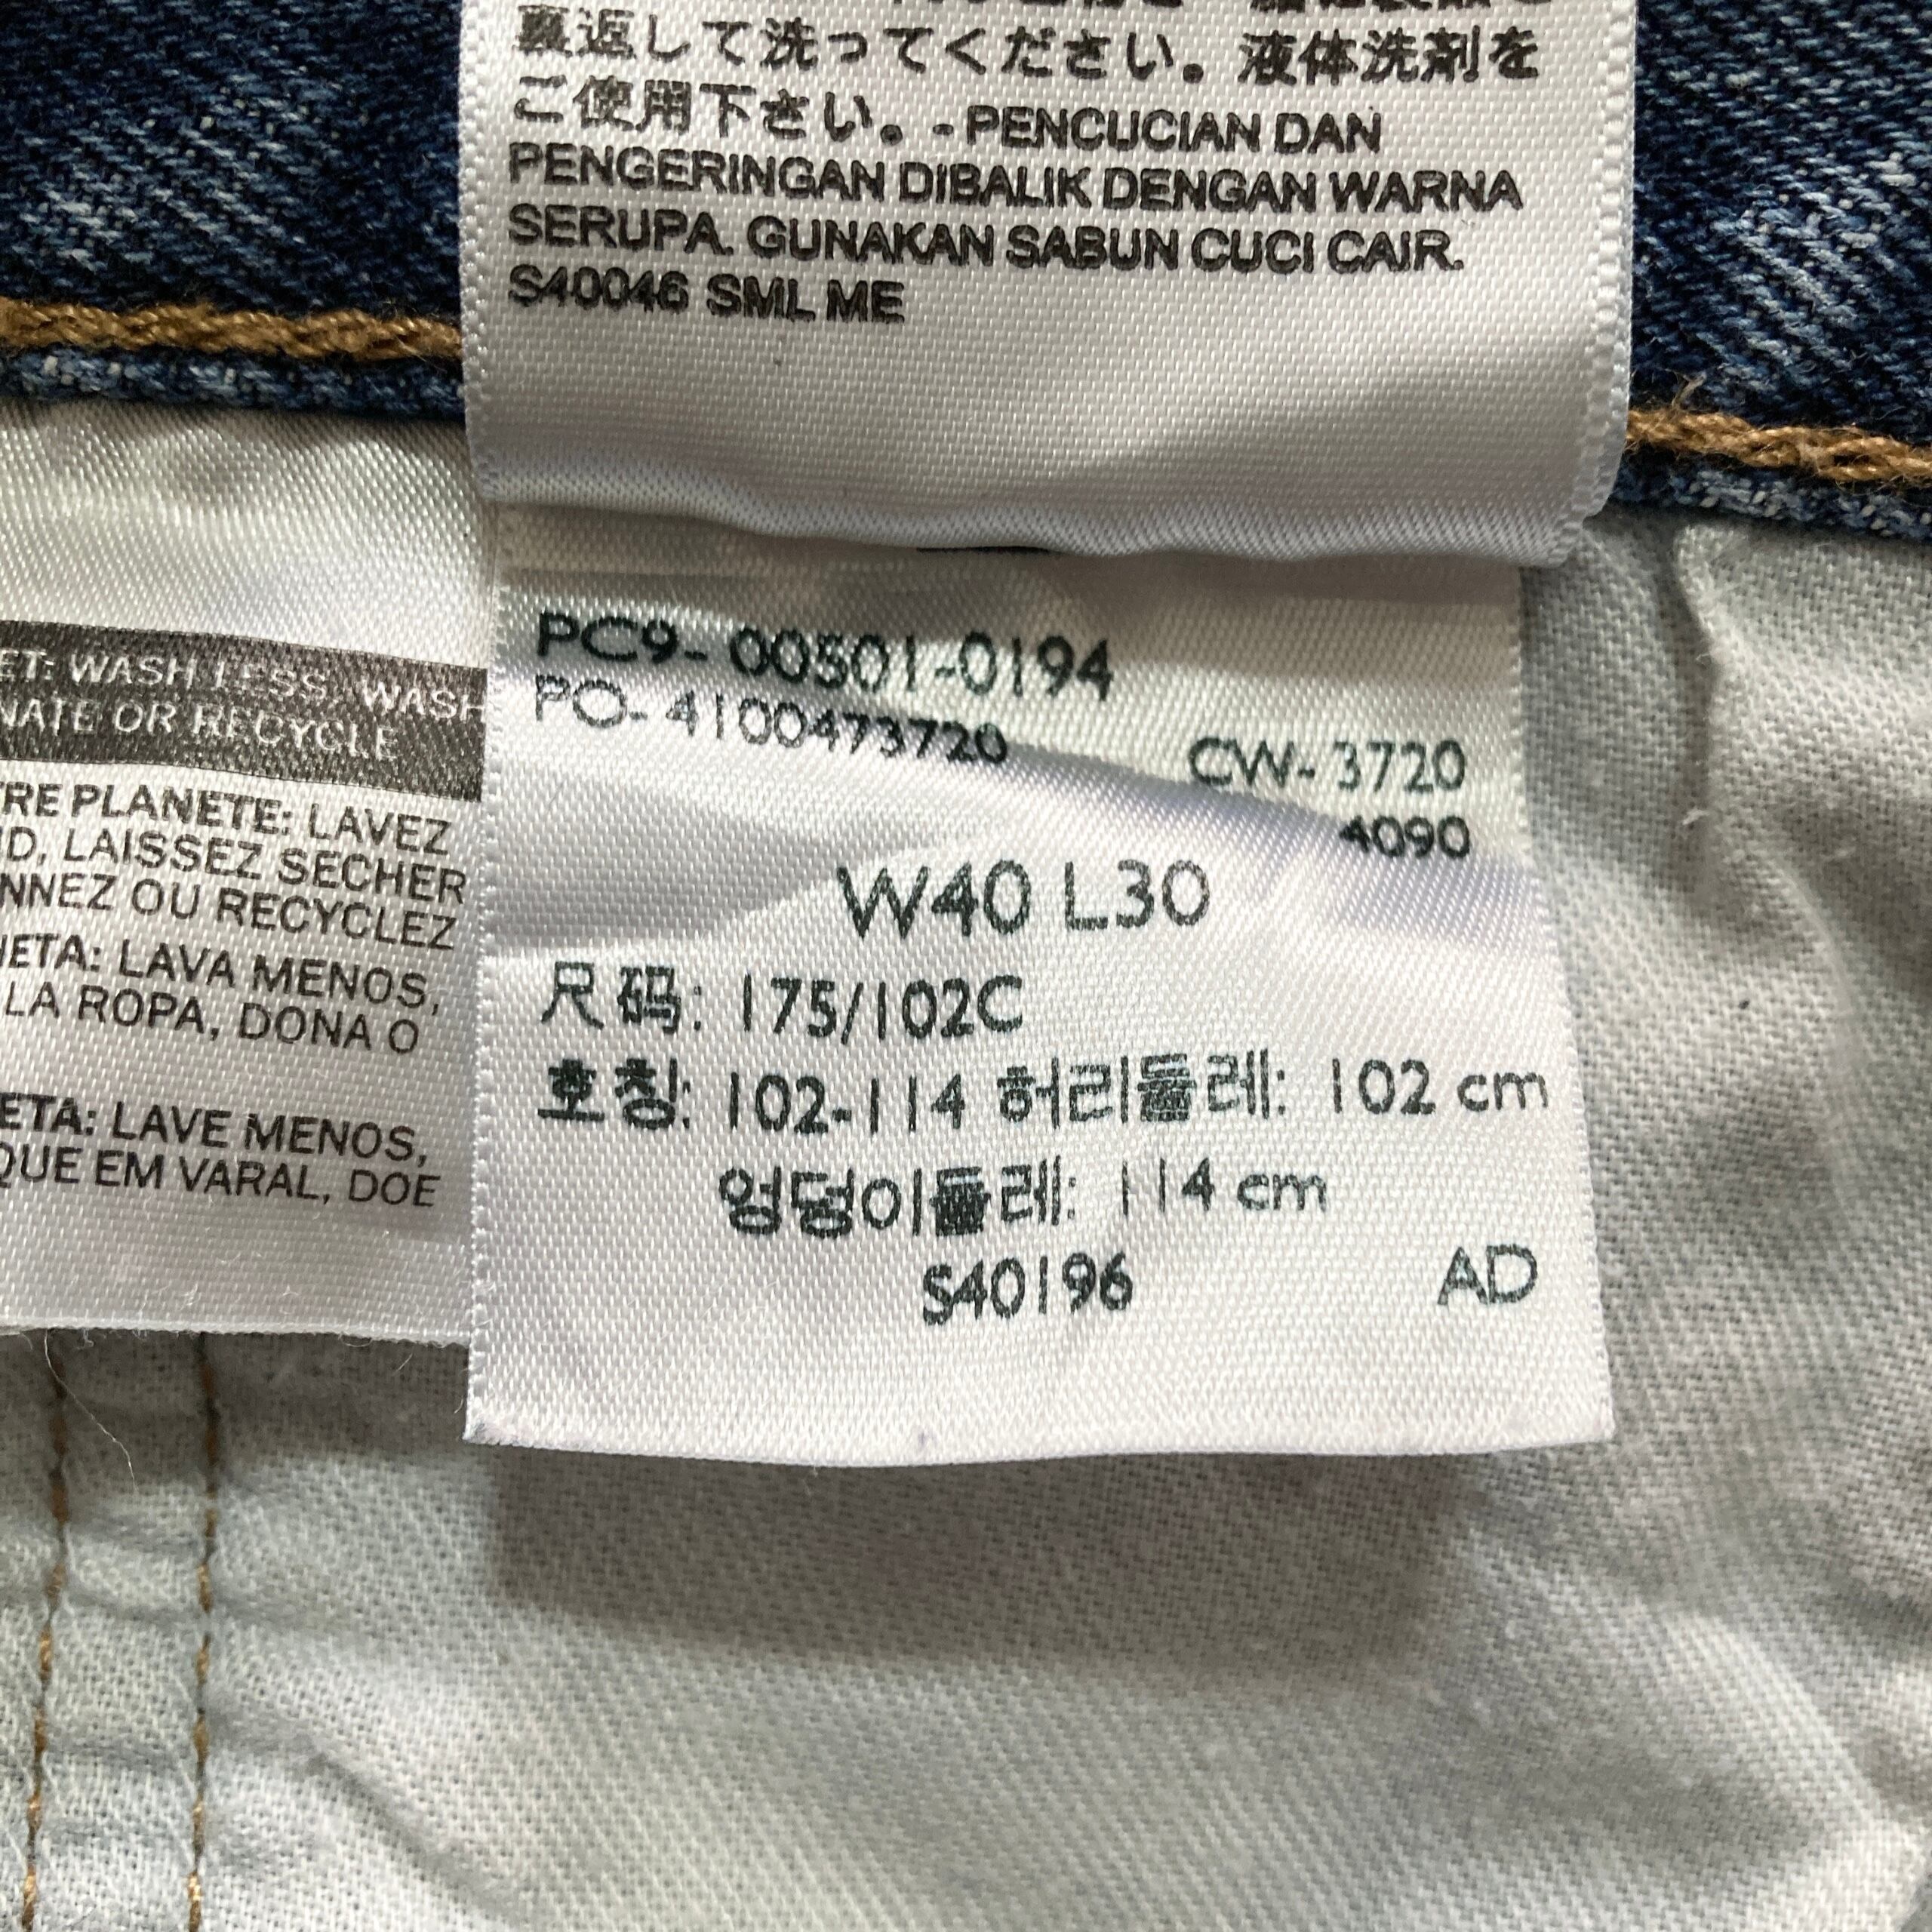 裏返して洗ってください。液体洗剤を
ご使用下さい。- PENCUCIAN DAN
PENGERINGAN DIBALIK DENGAN WARNA
SERUPA. GUNAKAN SABUN CUCI CAIR.
S40046 SML ME
ET: WASH LESS, WASH
NATE OR RECYCLE
TRE PLANETE: LAVEZ
ID, LAISSEZ SECHER
NNEZ OU RECYCLEZ
NETA: LAVA MENOS,
LA ROPA, DONA O
ETA: LAVE MENOS,
QUE EM VARAL, DOE
PC9- 00501-0194
PO- 4100473720
CW- 3720
4090
W40 L30
尺码: 175/102C
호칭: 102-114 허리둘레: 102 cm
엉덩이둘레: 114 cm
S40196 AD